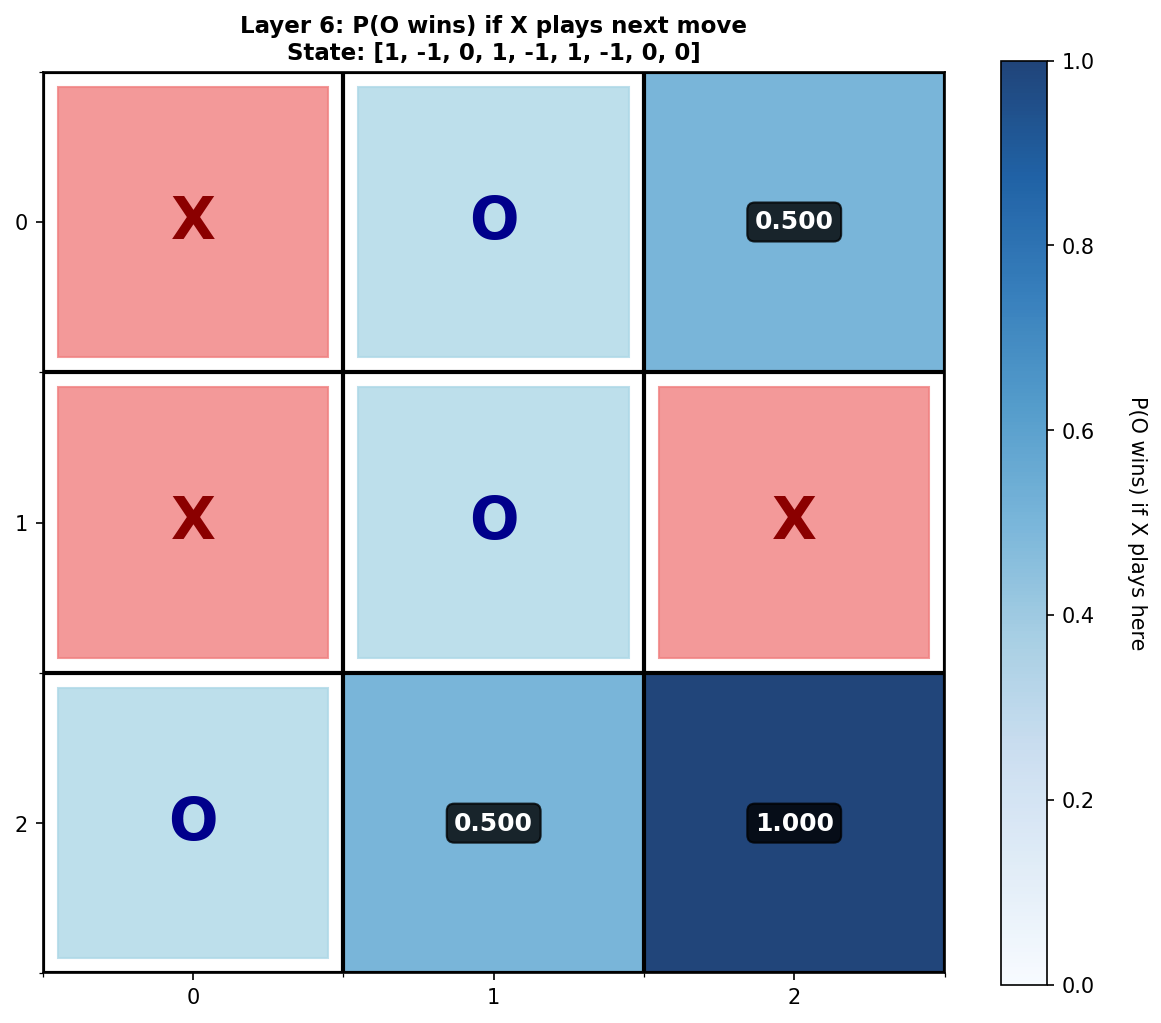 Layer 6: P(O wins) if X plays next move
State: [1, -1, 0, 1, -1, 1, -1, 0, 0]
X
O
0.500
X
O
X
O
0.500
1.000
0
1
2
0
1
2
1.0
0.8
0.6
0.4
0.2
0.0
P(O wins) if X plays here